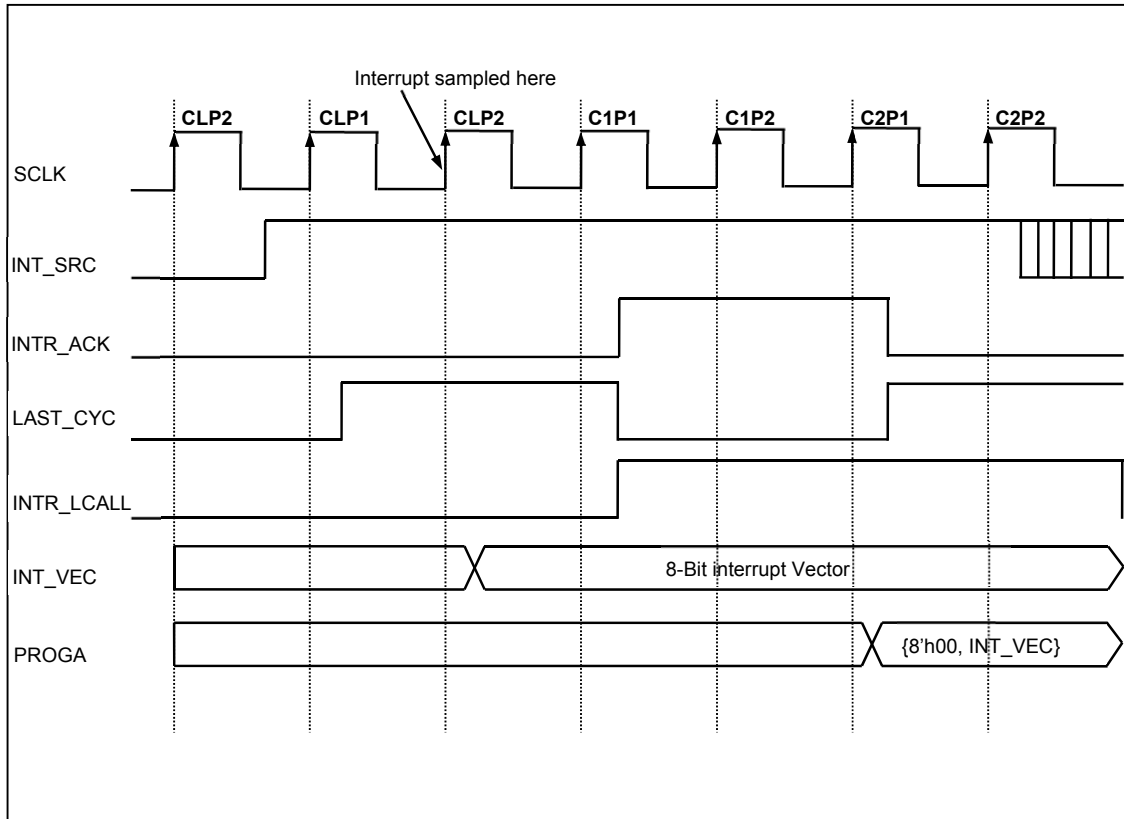 Interrupt sampled here
CLP2 CLP1 CLP2 C1P1 C1P2 C2P1 C2P2
SCLK
INT_SRC
INTR_ACK
LAST_CYC
INTR_LCALL
INT_VEC 8-Bit interrupt Vector
PROGA {8'h00, INT_VEC}